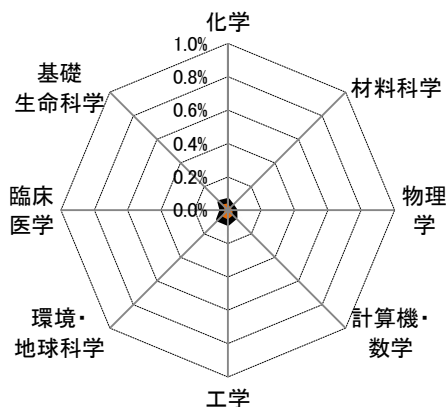 化学
1.0%
0.8%
0.6%
0.4%
0.2%
0.0%
材料科学
物理
学
計算機・
数学
工学
環境・
地球科学
臨床
医学
基礎
生命科学